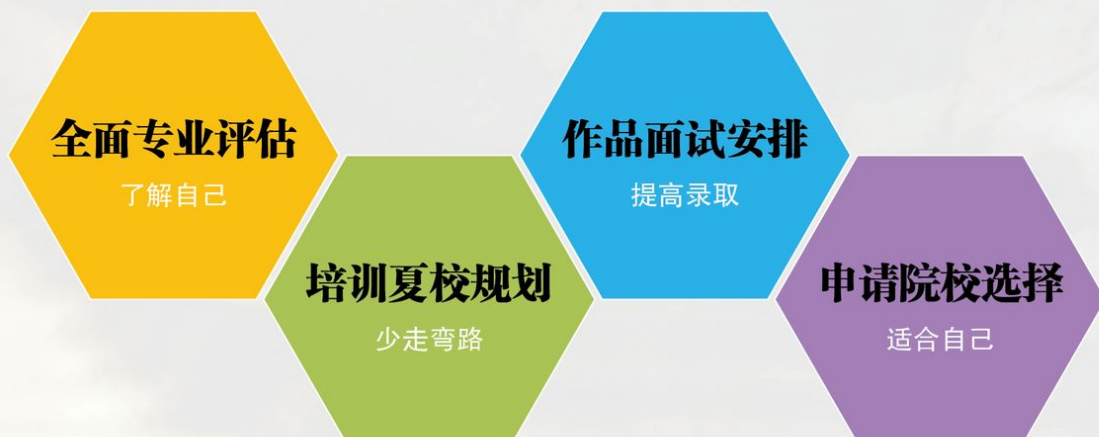 全面专业评估
了解自己
培训夏校规划
少走弯路
作品面试安排
提高录取
申请院校选择
适合自己